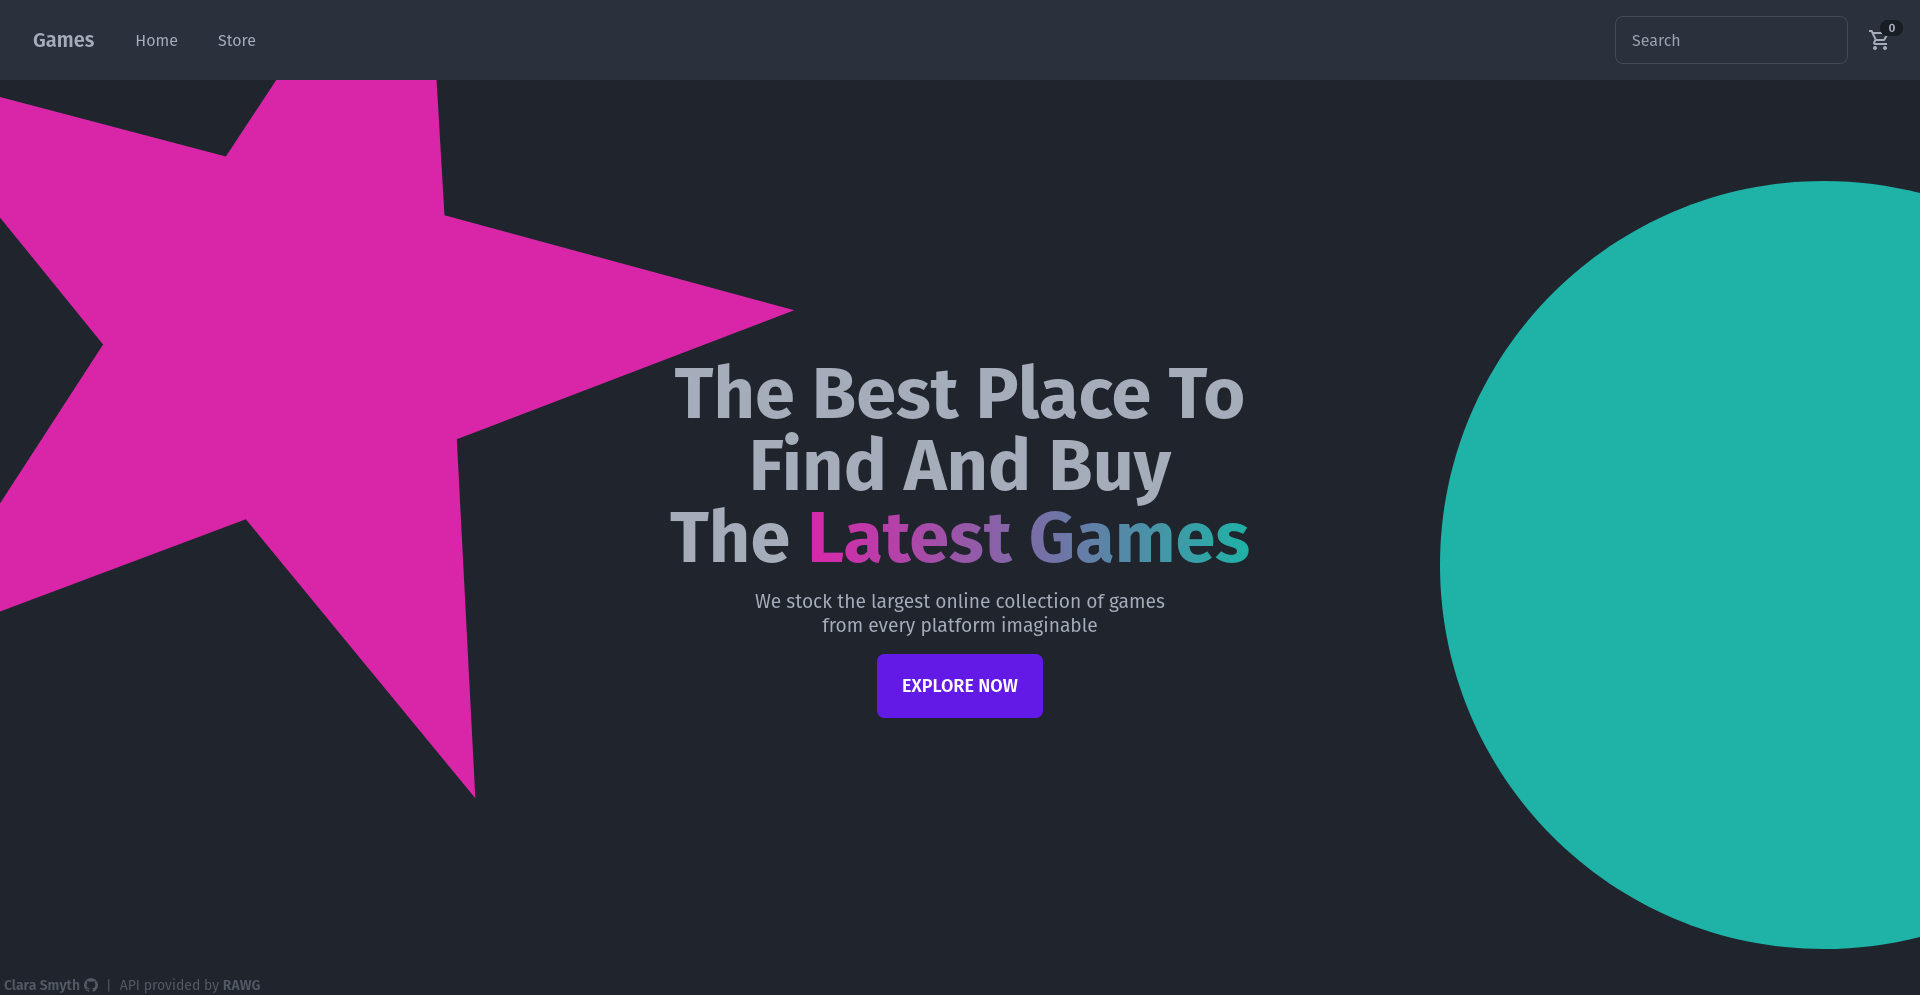 Games Home Store Search 0
The Best Place To
Find And Buy
The Latest Games
We stock the largest online collection of games
from every platform imaginable
EXPLORE NOW
Clara Smyth | API provided by RAWG